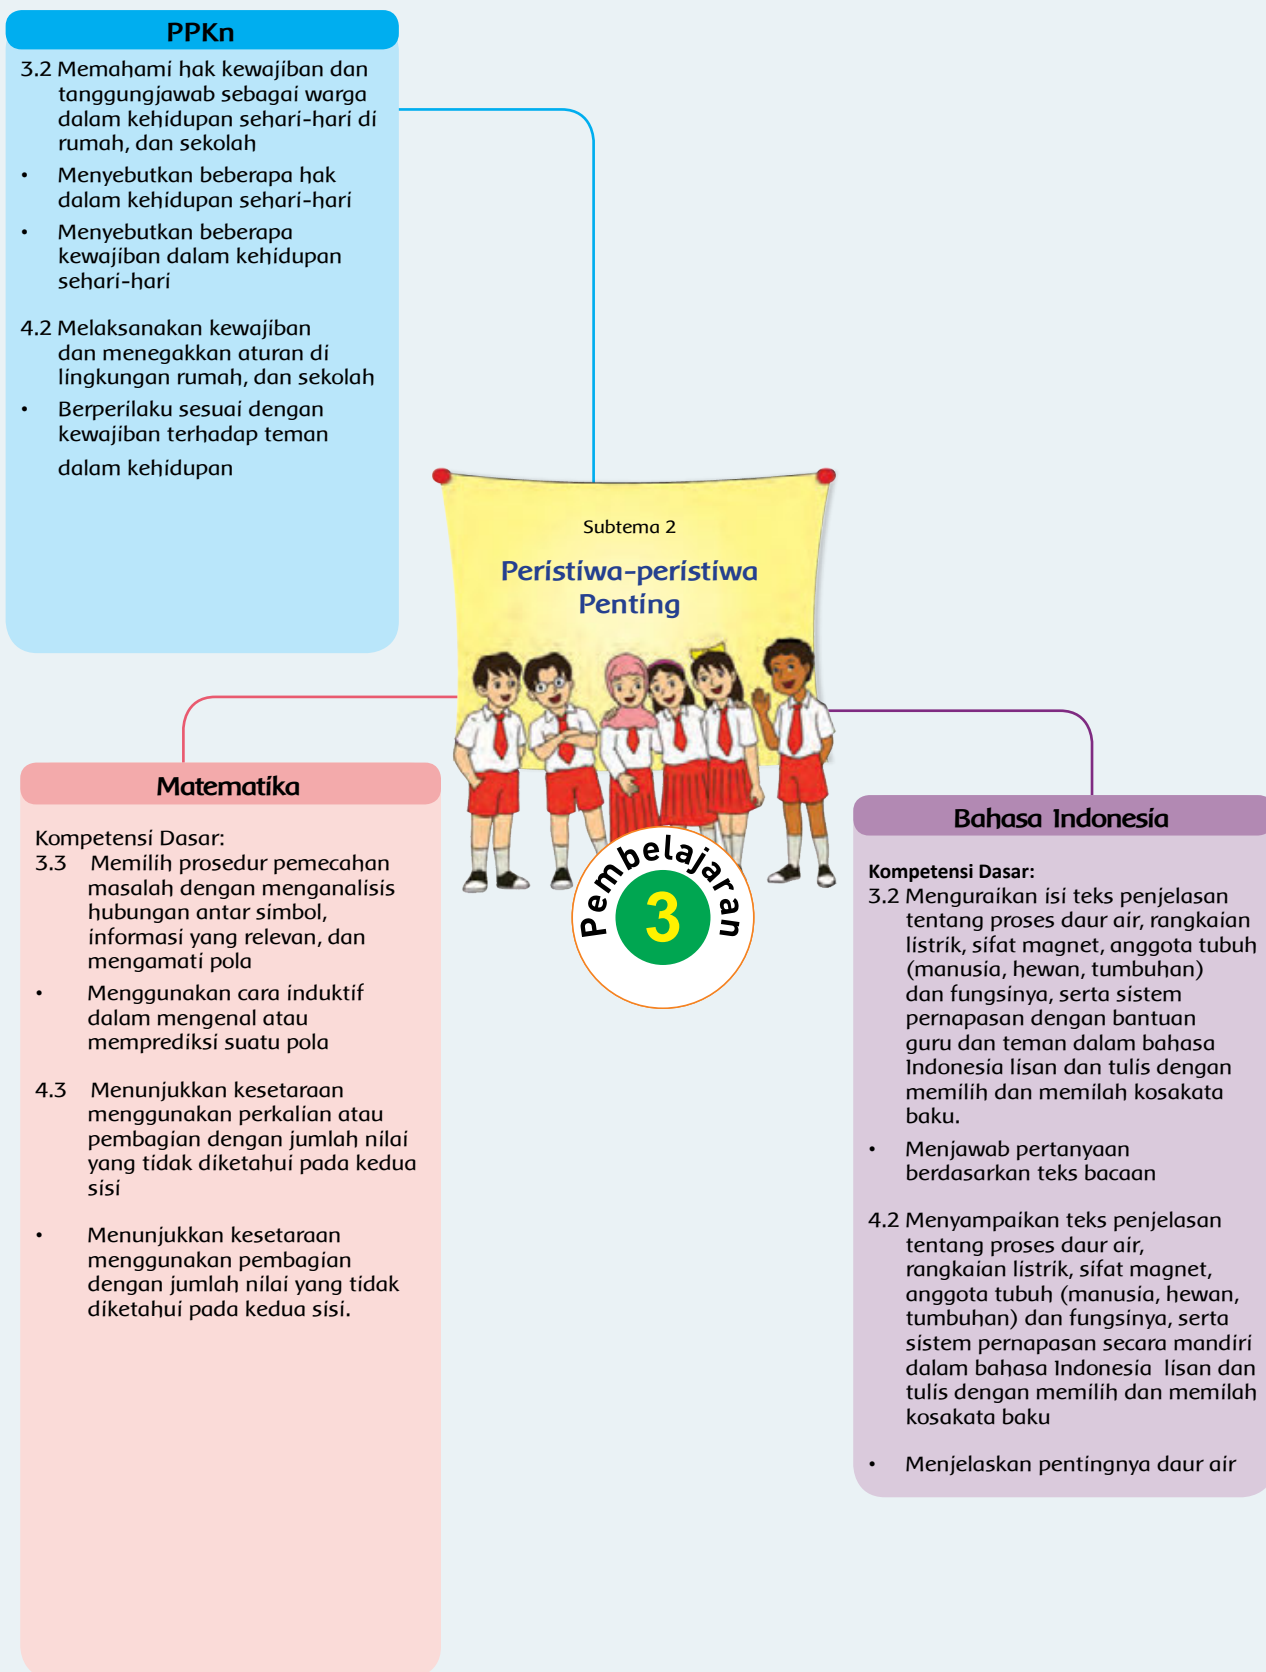 PPKn
3.2 Memahami hak kewajiban dan
tanggungjawab sebagai warga
dalam kehidupan sehari-hari di
rumah, dan sekolah
• Menyebutkan beberapa hak
dalam kehidupan sehari-hari
• Menyebutkan beberapa
kewajiban dalam kehidupan
sehari-hari
4.2 Melaksanakan kewajiban
dan menegakkan aturan di
lingkungan rumah, dan sekolah
• Berperilaku sesuai dengan
kewajiban terhadap teman
dalam kehidupan
Subtema 2
Peristiwa-peristiwa
Penting
Pembelajaran
3
Matematika
Kompetensi Dasar:
3.3 Memilih prosedur pemecahan
masalah dengan menganalisis
hubungan antar simbol,
informasi yang relevan, dan
mengamati pola
• Menggunakan cara induktif
dalam mengenal atau
memprediksi suatu pola
4.3 Menunjukkan kesetaraan
menggunakan perkalian atau
pembagian dengan jumlah nilai
yang tidak diketahui pada kedua
sisi
• Menunjukkan kesetaraan
menggunakan pembagian
dengan jumlah nilai yang tidak
diketahui pada kedua sisi.
Bahasa Indonesia
Kompetensi Dasar:
3.2 Menguraikan isi teks penjelasan
tentang proses daur air, rangkaian
listrik, sifat magnet, anggota tubuh
(manusia, hewan, tumbuhan)
dan fungsinya, serta sistem
pernapasan dengan bantuan
guru dan teman dalam bahasa
Indonesia lisan dan tulis dengan
memilih dan memilah kosakata
baku.
• Menjawab pertanyaan
berdasarkan teks bacaan
4.2 Menyampaikan teks penjelasan
tentang proses daur air,
rangkaian listrik, sifat magnet,
anggota tubuh (manusia, hewan,
tumbuhan) dan fungsinya, serta
sistem pernapasan secara mandiri
dalam bahasa Indonesia lisan dan
tulis dengan memilih dan memilah
kosakata baku
• Menjelaskan pentingnya daur air